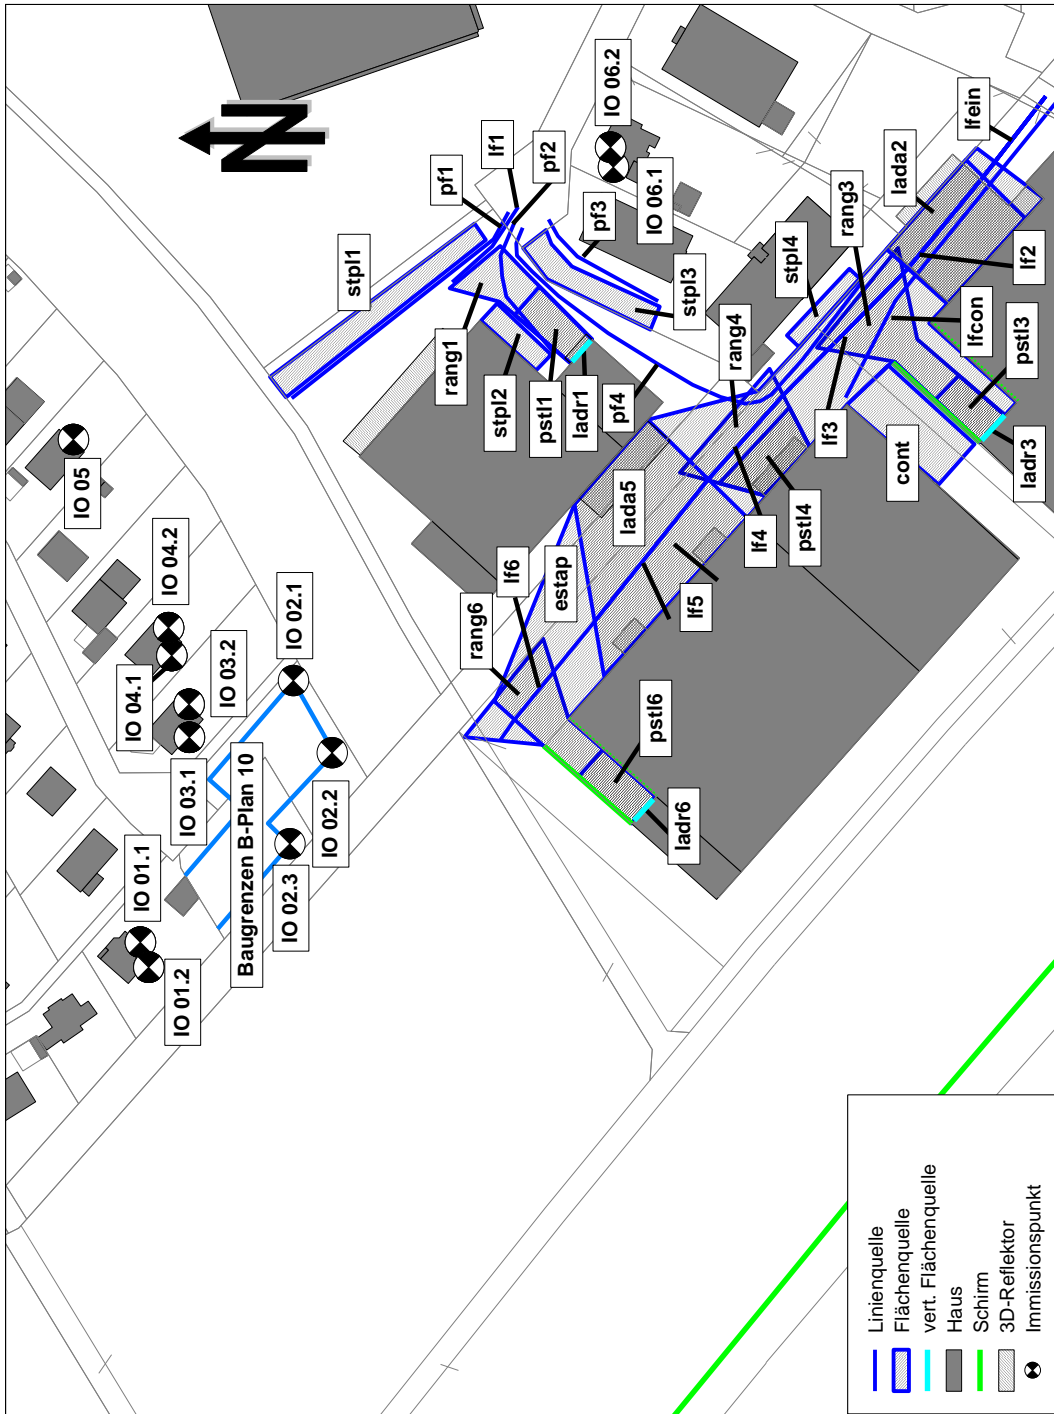 IO 05
IO 04.2
IO 04.1
IO 03.2
IO 03.1
IO 02.1
IO 02.2
IO 02.3
IO 01.1
IO 01.2
Baugrenzen B-Plan 10
N
IO 06.2
IO 06.1
lf1
pf1
pf2
pf3
stpl1
stpl3
rang1
stpl2
pstl1
ladr1
pf4
rang4
stpl4
rang3
lada2
lfein
lf2
lfcon
pstl3
lf3
cont
ladr3
lada5
lf4
pstl4
lf5
estap
lf6
rang6
pstl6
ladr6
Linienquelle
Flächenquelle
vert. Flächenquelle
Haus
Schirm
3D-Reflektor
Immissionspunkt